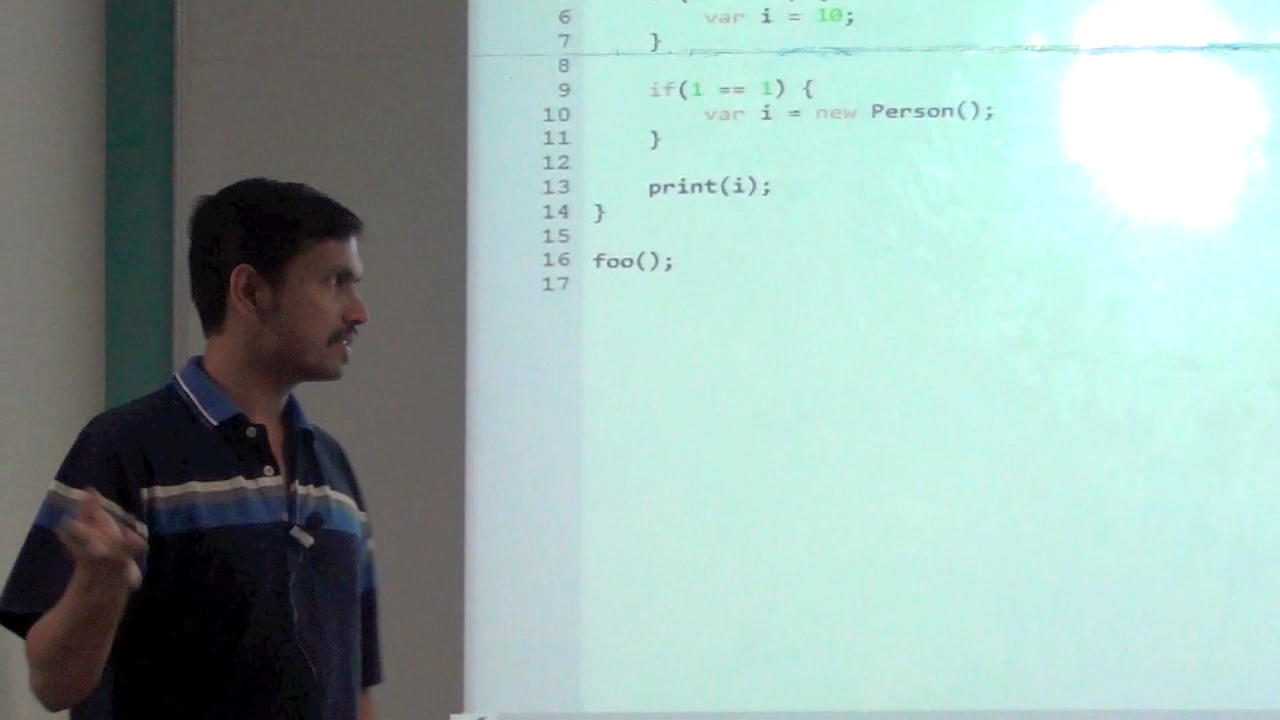 6 var i = 10;
7 }
8
9 if(1 == 1) {
10 var i = new Person();
11 }
12
13 print(i);
14 }
15
16 foo();
17